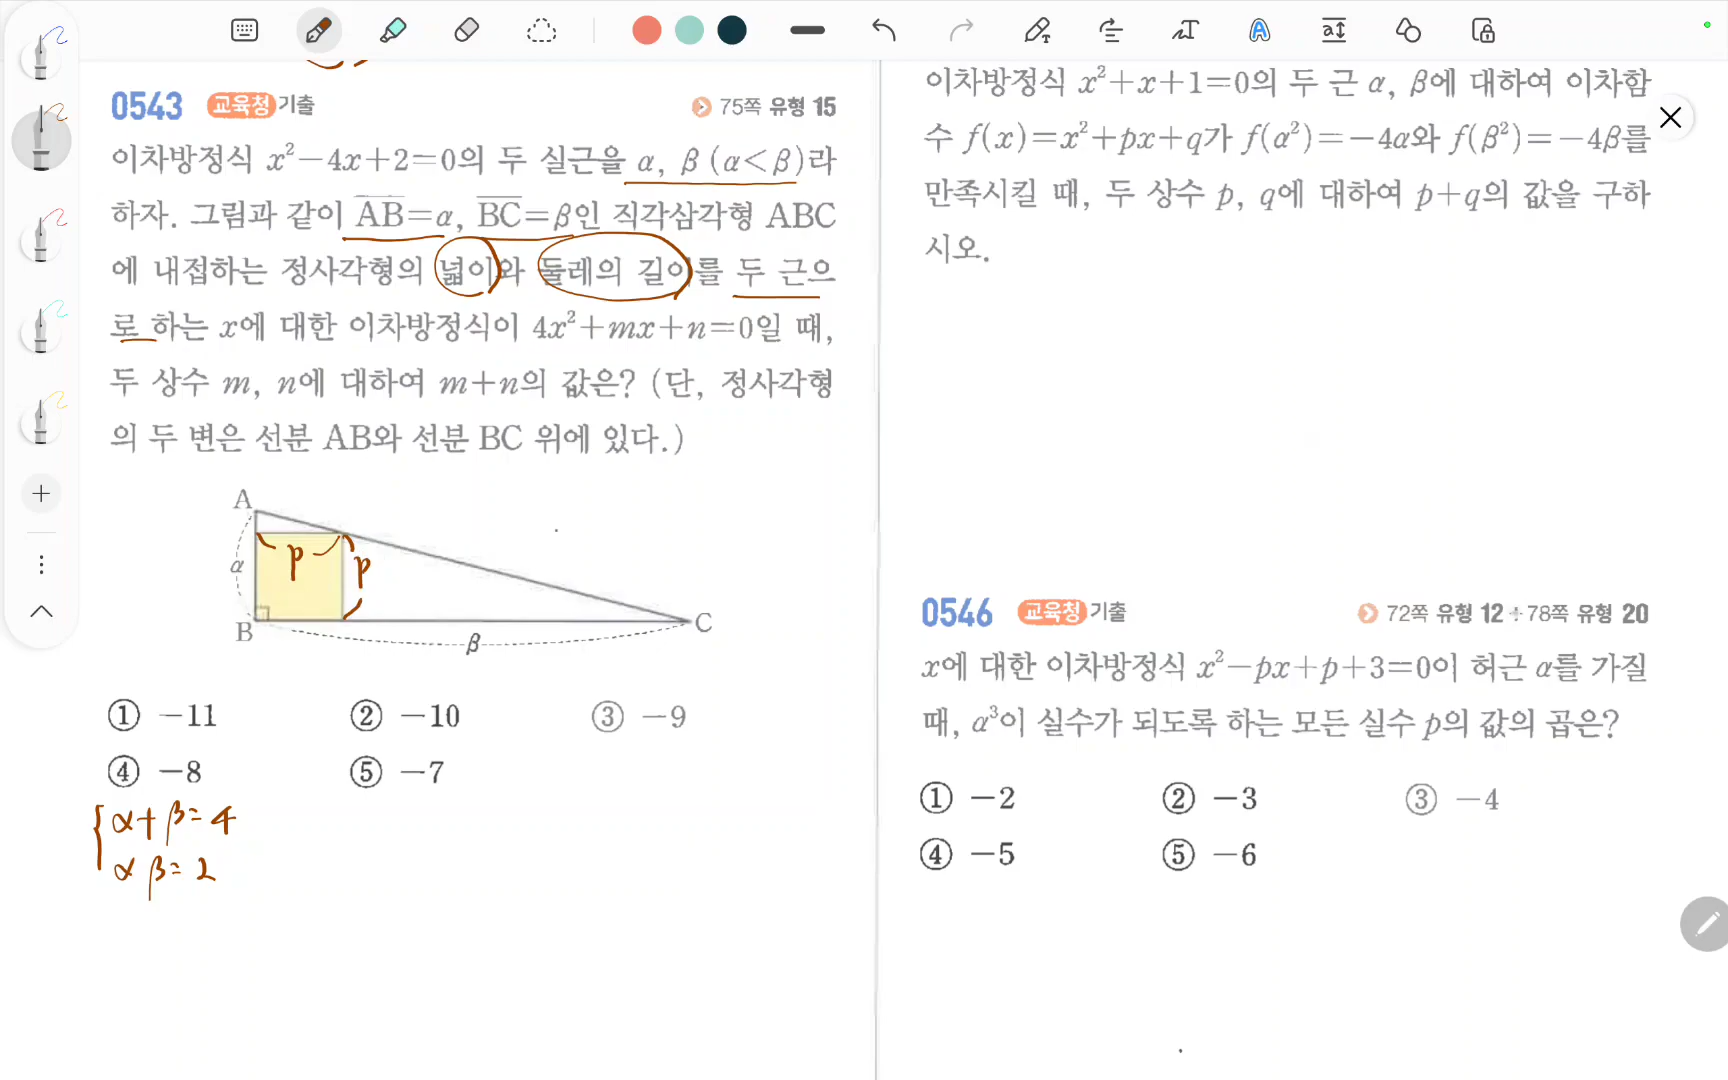 0543 교육청 기출 75쪽 유형 15
이차방정식 x²−4x+2=0의 두 실근을 α, β (α<β)라
하자. 그림과 같이 AB=α, BC=β인 직각삼각형 ABC
에 내접하는 정사각형의 넓이와 둘레의 길이를 두 근으
로 하는 x에 대한 이차방정식이 4x²+mx+n=0일 때,
두 상수 m, n에 대하여 m+n의 값은? (단, 정사각형
의 두 변은 선분 AB와 선분 BC 위에 있다.)
A
p
α
p
B
C
β
① −11 ② −10 ③ −9
④ −8 ⑤ −7
α+β=4
αβ=2
이차방정식 x²+x+1=0의 두 근 α, β에 대하여 이차함
수 f(x)=x²+px+q가 f(α²)=−4α와 f(β²)=−4β를
만족시킬 때, 두 상수 p, q에 대하여 p+q의 값을 구하
시오.
0546 교육청 기출 72쪽 유형 12 + 78쪽 유형 20
x에 대한 이차방정식 x²−px+p+3=0이 허근 α를 가질
때, α³이 실수가 되도록 하는 모든 실수 p의 값의 곱은?
① −2 ② −3 ③ −4
④ −5 ⑤ −6